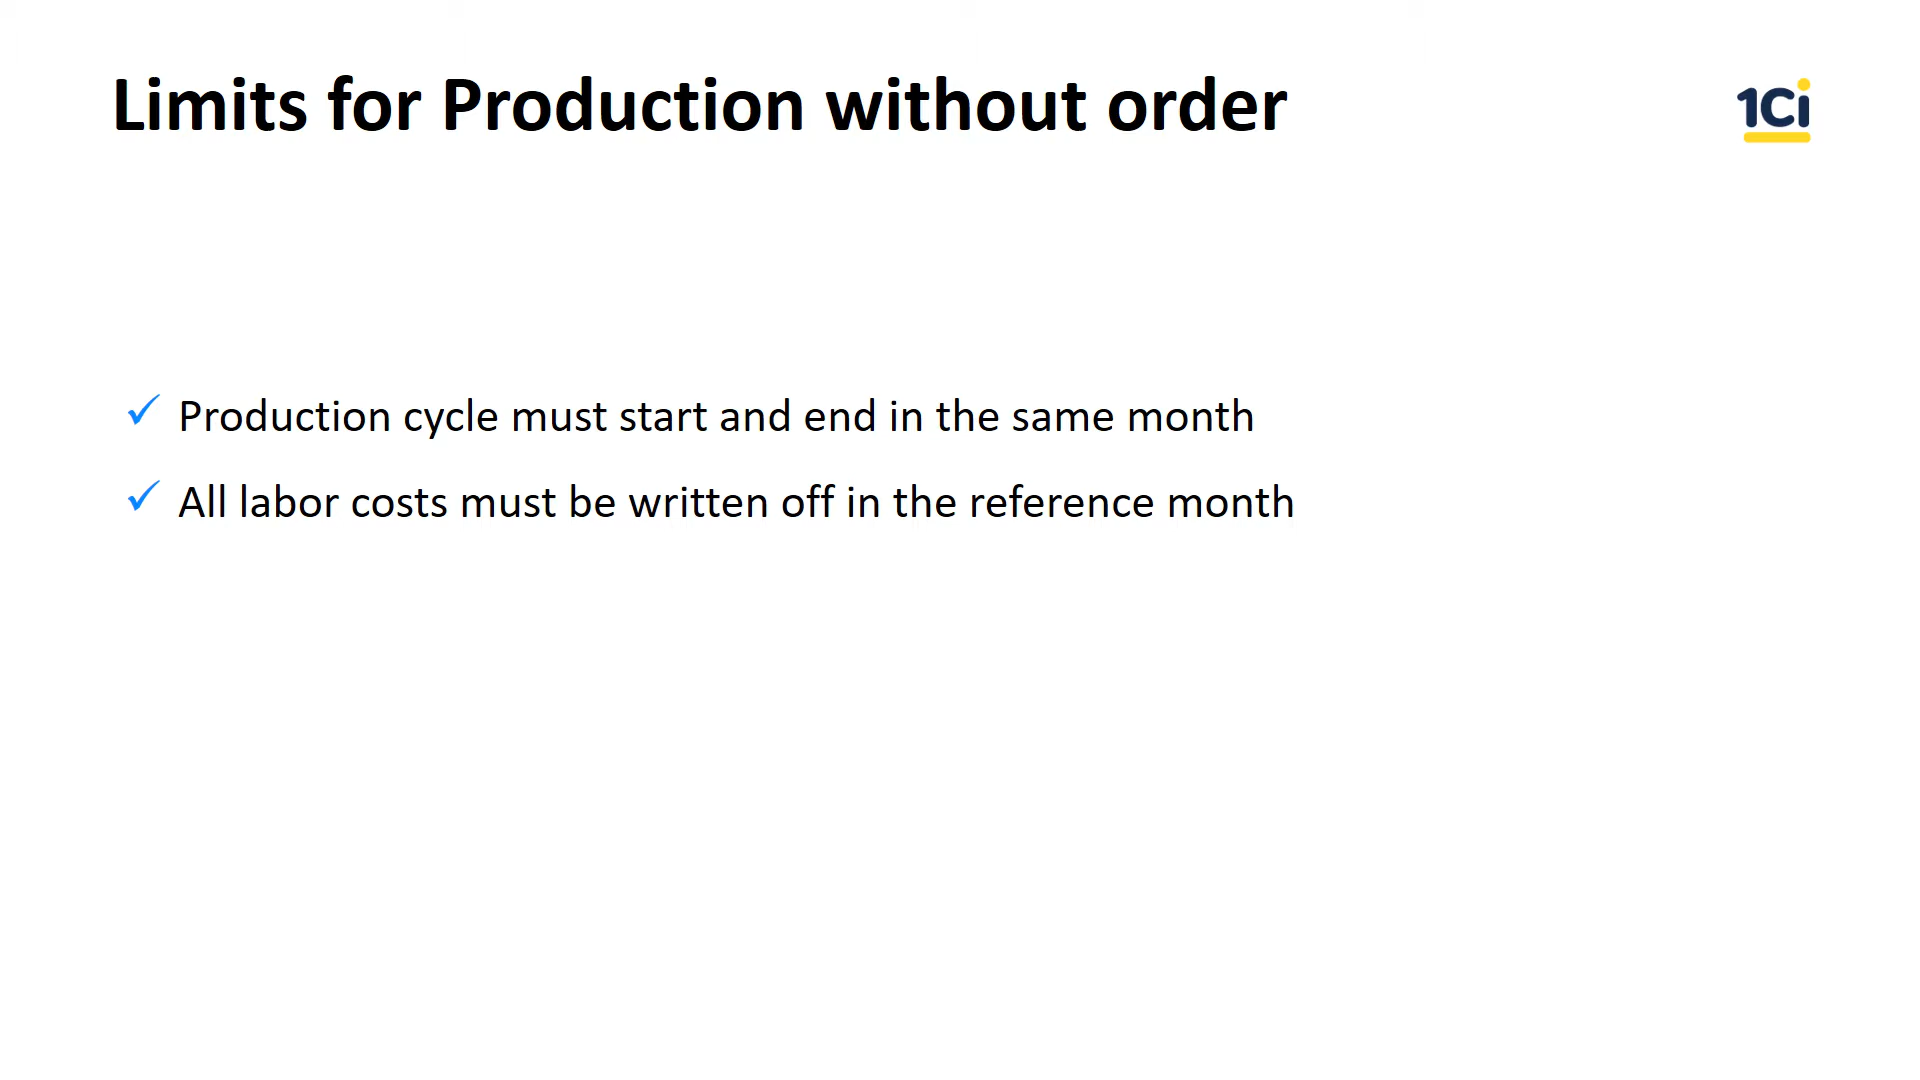 Limits for Production without order
1Ci
Production cycle must start and end in the same month
All labor costs must be written off in the reference month